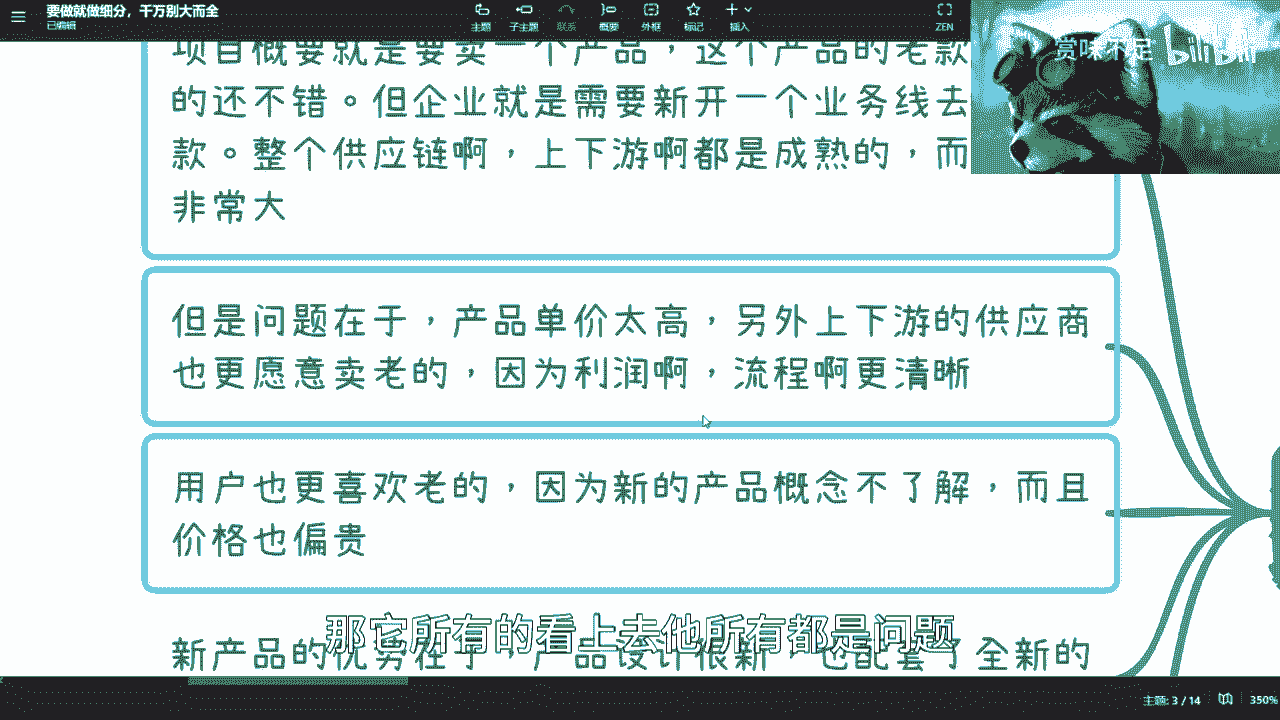 要做就做细分，千万别大而全
已编辑
主题 子主题 联系 概要 外框 标记 插入 ZEN
赏味不足 bilibili
项目概要就是要卖一个产品，这个产品的老款
的还不错。但企业就是需要新开一个业务线去
款。整个供应链啊，上下游啊都是成熟的，而
非常大
但是问题在于，产品单价太高，另外上下游的供应商
也更愿意卖老的，因为利润啊，流程啊更清晰
用户也更喜欢老的，因为新的产品概念不了解，而且
价格也偏贵
新产品的优势在于，产品设计很新，也配套了全新的
那它所有的看上去他所有都是问题
主题: 3 / 14 350%